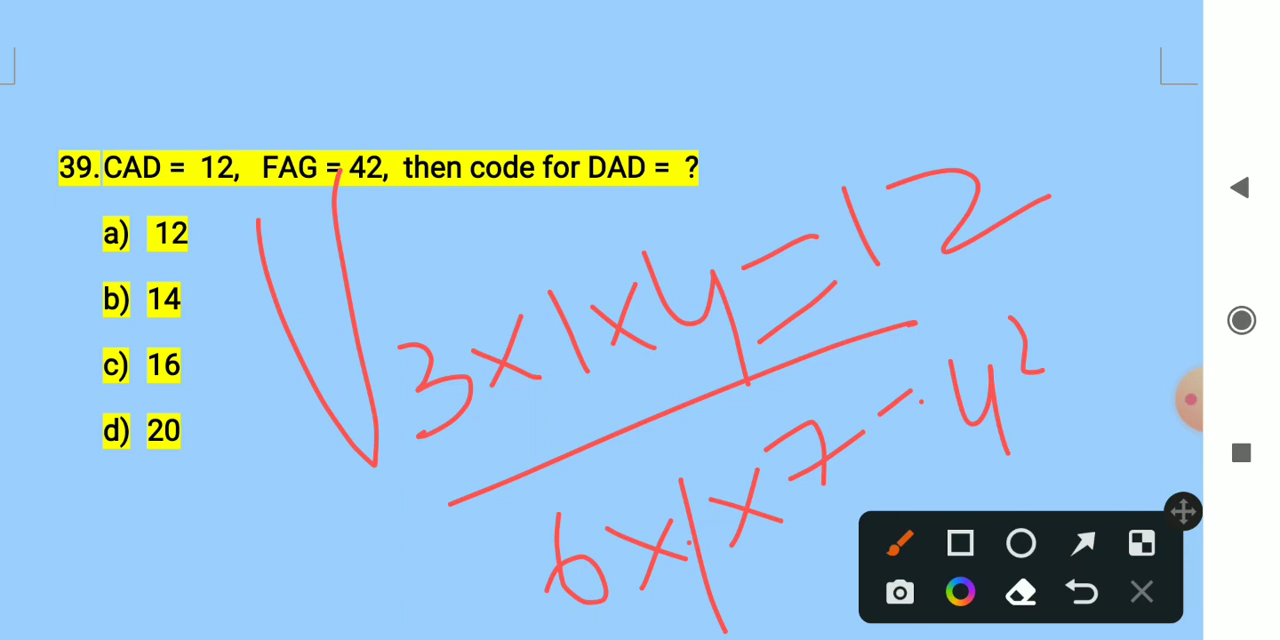 39. CAD = 12, FAG = 42, then code for DAD = ?
a) 12
b) 14
c) 16
d) 20
3×1×4=12
6×1×7=42